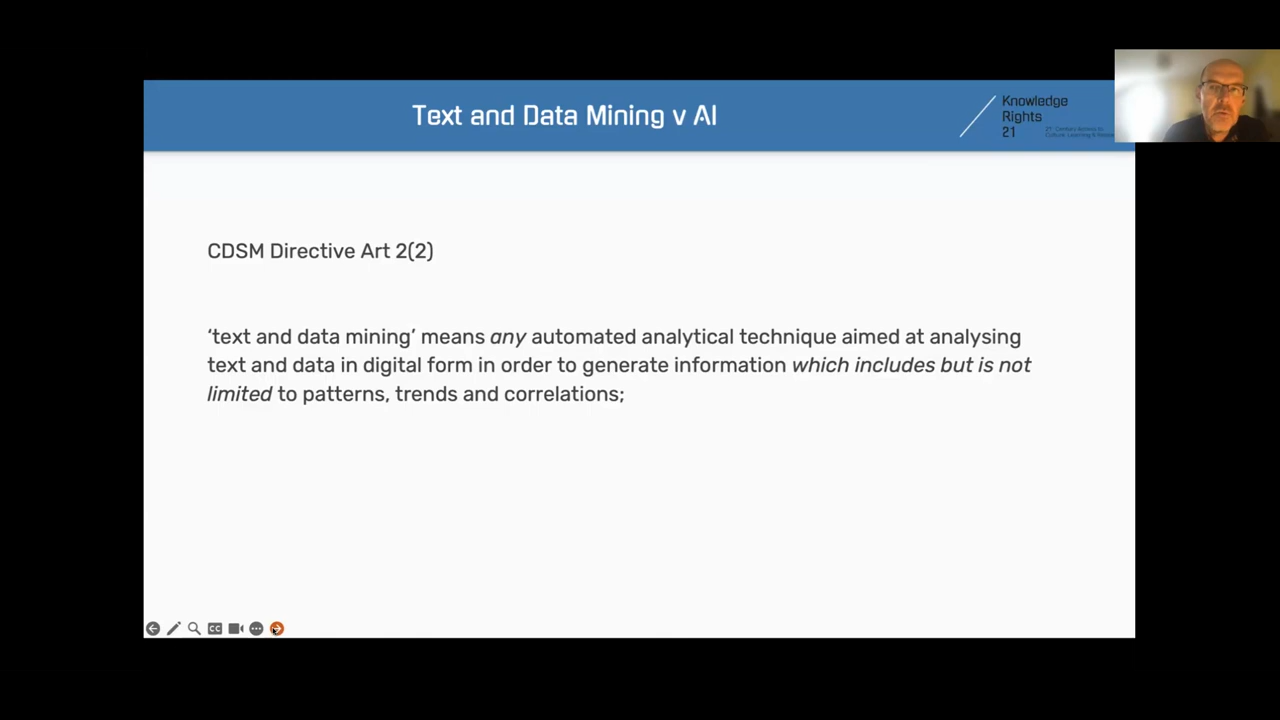 Text and Data Mining v AI
Knowledge
Rights
21
CDSM Directive Art 2(2)
‘text and data mining’ means any automated analytical technique aimed at analysing
text and data in digital form in order to generate information which includes but is not
limited to patterns, trends and correlations;
CC